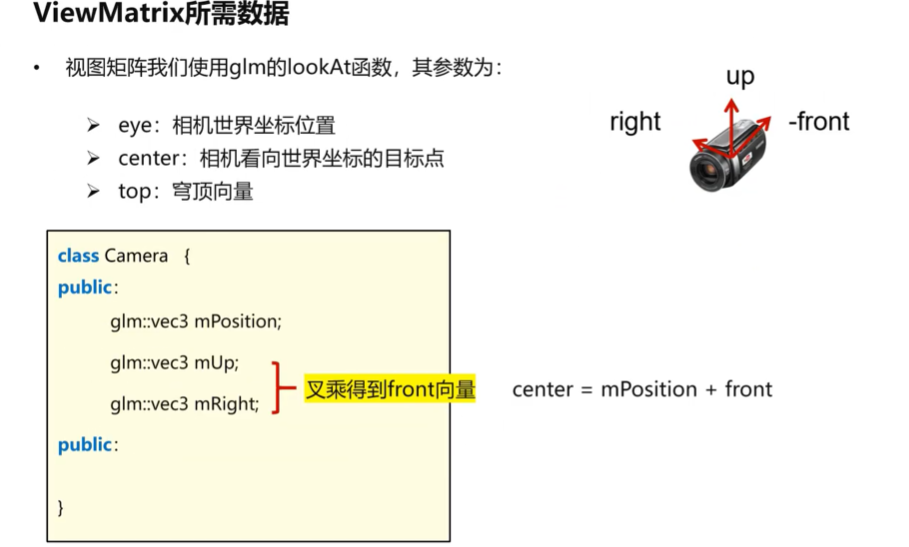 ViewMatrix所需数据
• 视图矩阵我们使用glm的lookAt函数，其参数为：
➢ eye：相机世界坐标位置
➢ center：相机看向世界坐标的目标点
➢ top：穹顶向量
up
right
-front
class Camera {
public:
glm::vec3 mPosition;
glm::vec3 mUp;
glm::vec3 mRight;
叉乘得到front向量
center = mPosition + front
public:
}